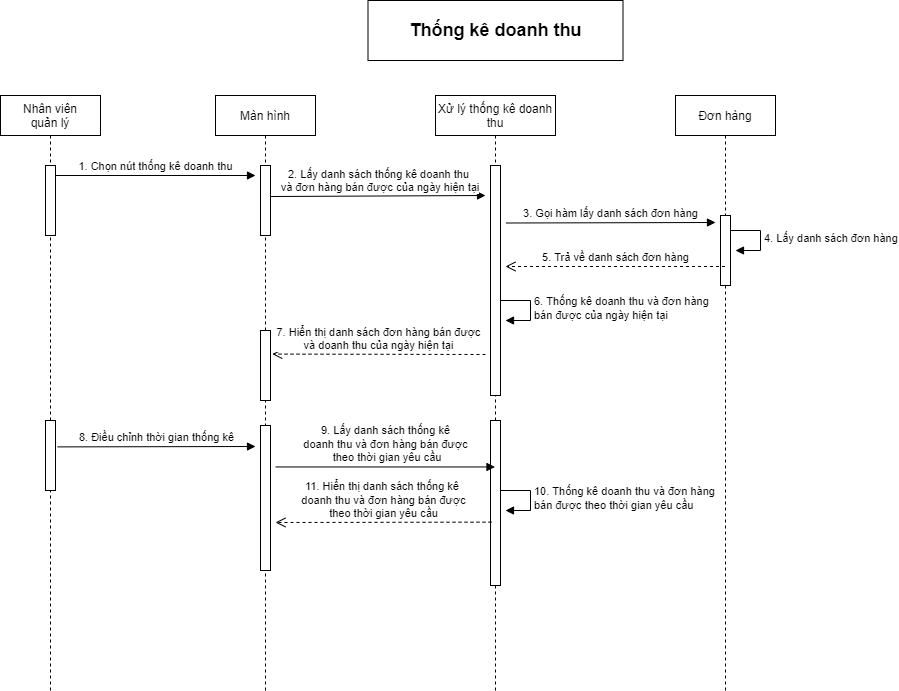 Thống kê doanh thu
Nhân viên
quản lý
Màn hình
Xử lý thống kê doanh
thu
Đơn hàng
1. Chọn nút thống kê doanh thu
2. Lấy danh sách thống kê doanh thu
và đơn hàng bán được của ngày hiện tại
3. Gọi hàm lấy danh sách đơn hàng
4. Lấy danh sách đơn hàng
5. Trả về danh sách đơn hàng
6. Thống kê doanh thu và đơn hàng
bán được của ngày hiện tại
7. Hiển thị danh sách đơn hàng bán được
và doanh thu của ngày hiện tại
8. Điều chỉnh thời gian thống kê
9. Lấy danh sách thống kê
doanh thu và đơn hàng bán được
theo thời gian yêu cầu
10. Thống kê doanh thu và đơn hàng
bán được theo thời gian yêu cầu
11. Hiển thị danh sách thống kê
doanh thu và đơn hàng bán được
theo thời gian yêu cầu